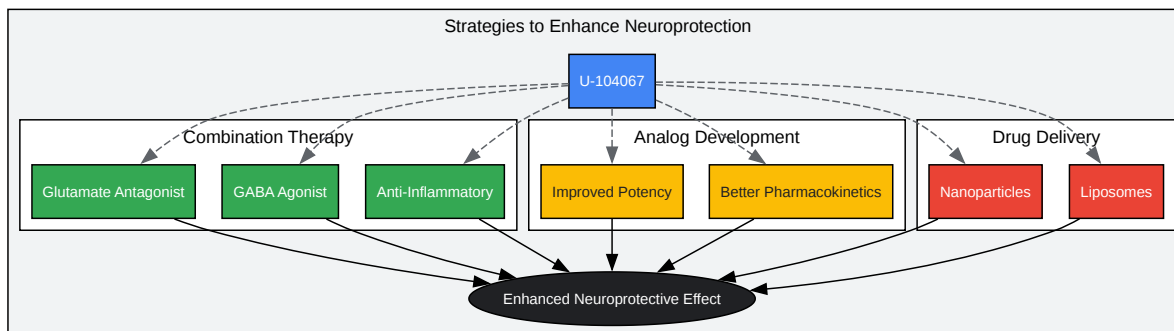 Strategies to Enhance Neuroprotection
U-104067
Combination Therapy
Analog Development
Drug Delivery
Glutamate Antagonist
GABA Agonist
Anti-Inflammatory
Improved Potency
Better Pharmacokinetics
Nanoparticles
Liposomes
Enhanced Neuroprotective Effect